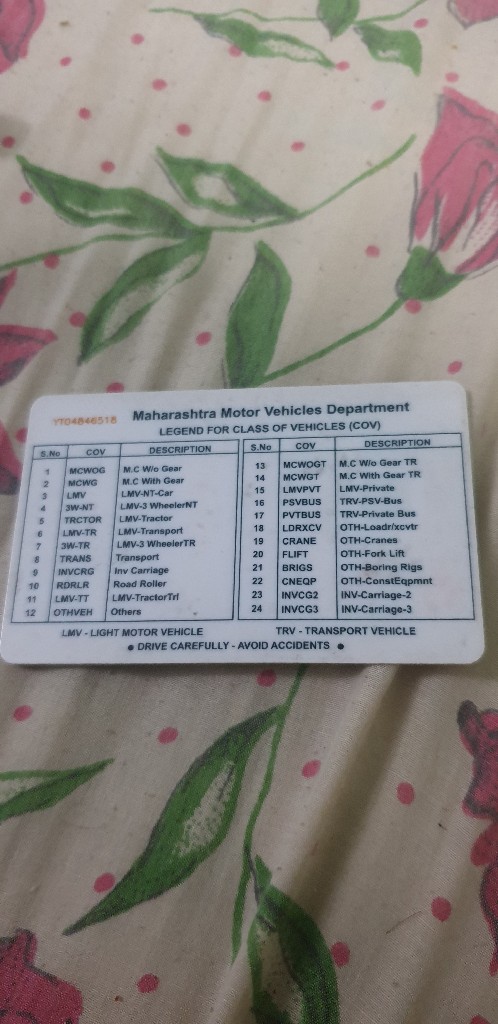 YT04846518 Maharashtra Motor Vehicles Department
LEGEND FOR CLASS OF VEHICLES (COV)
S.No COV DESCRIPTION
1 MCWOG M.C W/o Gear
2 MCWG M.C With Gear
3 LMV LMV-NT-Car
4 3W-NT LMV-3 WheelerNT
5 TRCTOR LMV-Tractor
6 LMV-TR LMV-Transport
7 3W-TR LMV-3 WheelerTR
8 TRANS Transport
9 INVCRG Inv Carriage
10 RDRLR Road Roller
11 LMV-TT LMV-TractorTrl
12 OTHVEH Others
S.No COV DESCRIPTION
13 MCWOGT M.C W/o Gear TR
14 MCWGT M.C With Gear TR
15 LMVPVT LMV-Private
16 PSVBUS TRV-PSV-Bus
17 PVTBUS TRV-Private Bus
18 LDRXCV OTH-Loadr/xcvtr
19 CRANE OTH-Cranes
20 FLIFT OTH-Fork Lift
21 BRIGS OTH-Boring Rigs
22 CNEQP OTH-ConstEqpmnt
23 INVCG2 INV-Carriage-2
24 INVCG3 INV-Carriage-3
LMV - LIGHT MOTOR VEHICLE TRV - TRANSPORT VEHICLE
● DRIVE CAREFULLY - AVOID ACCIDENTS ●